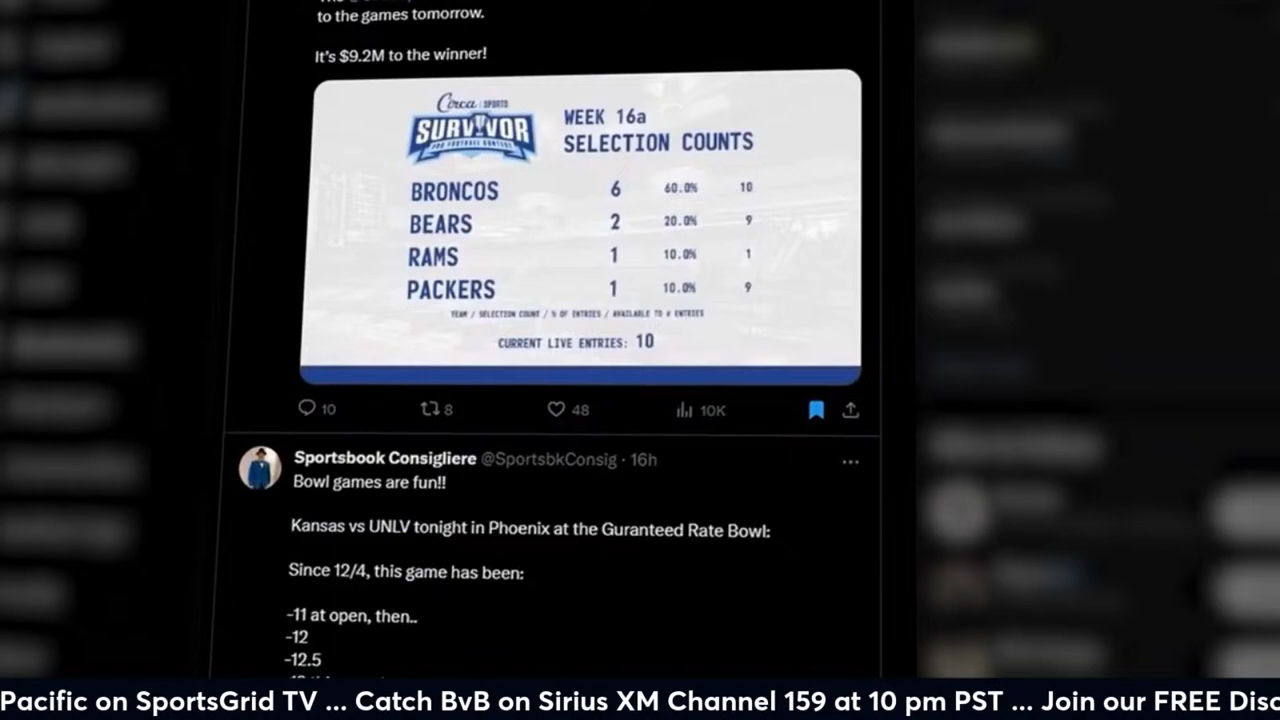 to the games tomorrow.
It's $9.2M to the winner!
Circa | SPORTS
SURVIVOR
PRO FOOTBALL CONTEST
WEEK 16a
SELECTION COUNTS
BRONCOS 6 60.0% 10
BEARS 2 20.0% 9
RAMS 1 10.0% 1
PACKERS 1 10.0% 9
TEAM / SELECTION COUNT / % OF ENTRIES / AVAILABLE TO # ENTRIES
CURRENT LIVE ENTRIES: 10
10 8 48 10K
Sportsbook Consigliere @SportsbkConsig · 16h
Bowl games are fun!!
Kansas vs UNLV tonight in Phoenix at the Guranteed Rate Bowl:
Since 12/4, this game has been:
-11 at open, then..
-12
-12.5
Pacific on SportsGrid TV ... Catch BvB on Sirius XM Channel 159 at 10 pm PST ... Join our FREE Disc